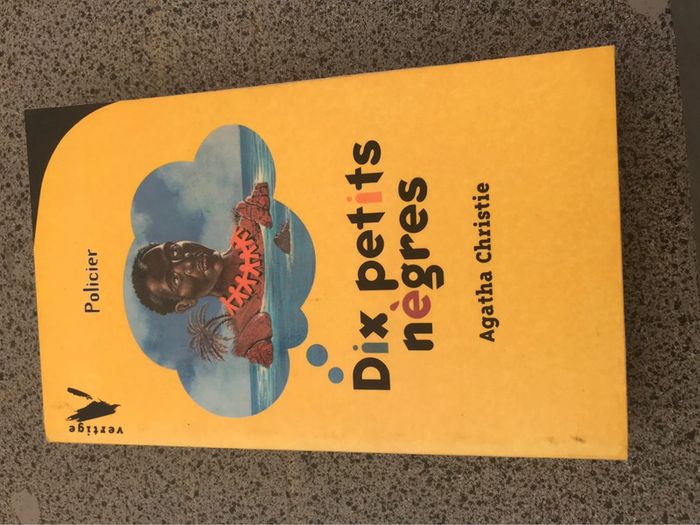 vertige
Policier
Dix petits
nègres
Agatha Christie